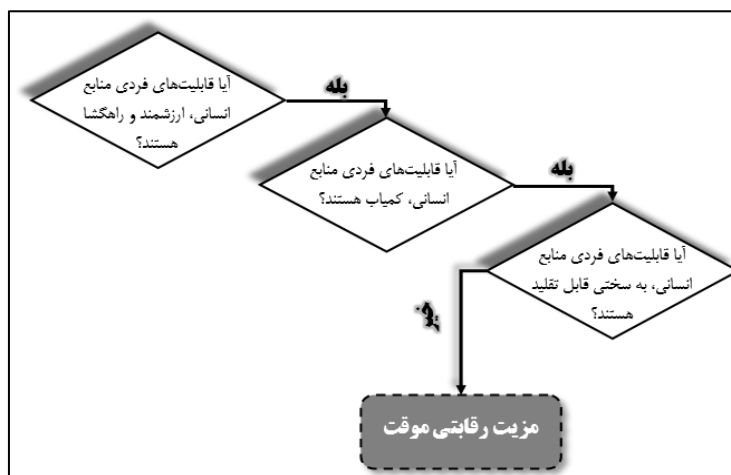 آیا قابلیت‌های فردی منابع
انسانی، ارزشمند و راهگشا
هستند؟
بله
آیا قابلیت‌های فردی منابع
انسانی، کمیاب هستند؟
بله
آیا قابلیت‌های فردی منابع
انسانی، به سختی قابل تقلید
هستند؟
خیر
مزیت رقابتی موقت